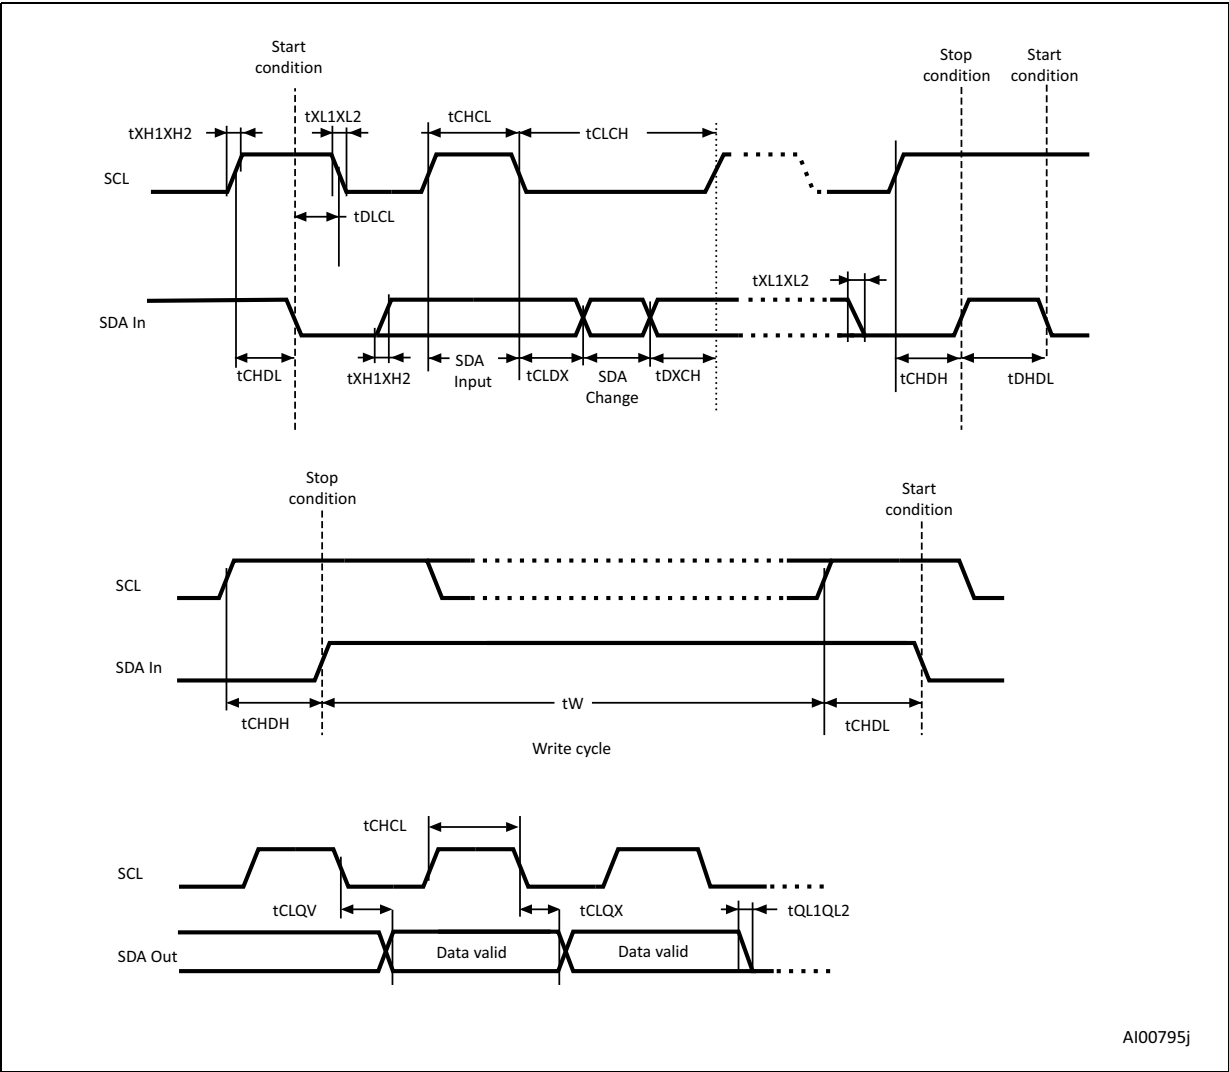 Start
condition
Stop
condition
Start
condition
tXH1XH2
tXL1XL2
tCHCL
tCLCH
SCL
tDLCL
tXL1XL2
SDA In
tCHDL
tXH1XH2
SDA
Input
tCLDX
SDA
Change
tDXCH
tCHDH
tDHDL
Stop
condition
Start
condition
SCL
SDA In
tCHDH
tW
tCHDL
Write cycle
tCHCL
SCL
tCLQV
tCLQX
tQL1QL2
SDA Out
Data valid
Data valid
AI00795j